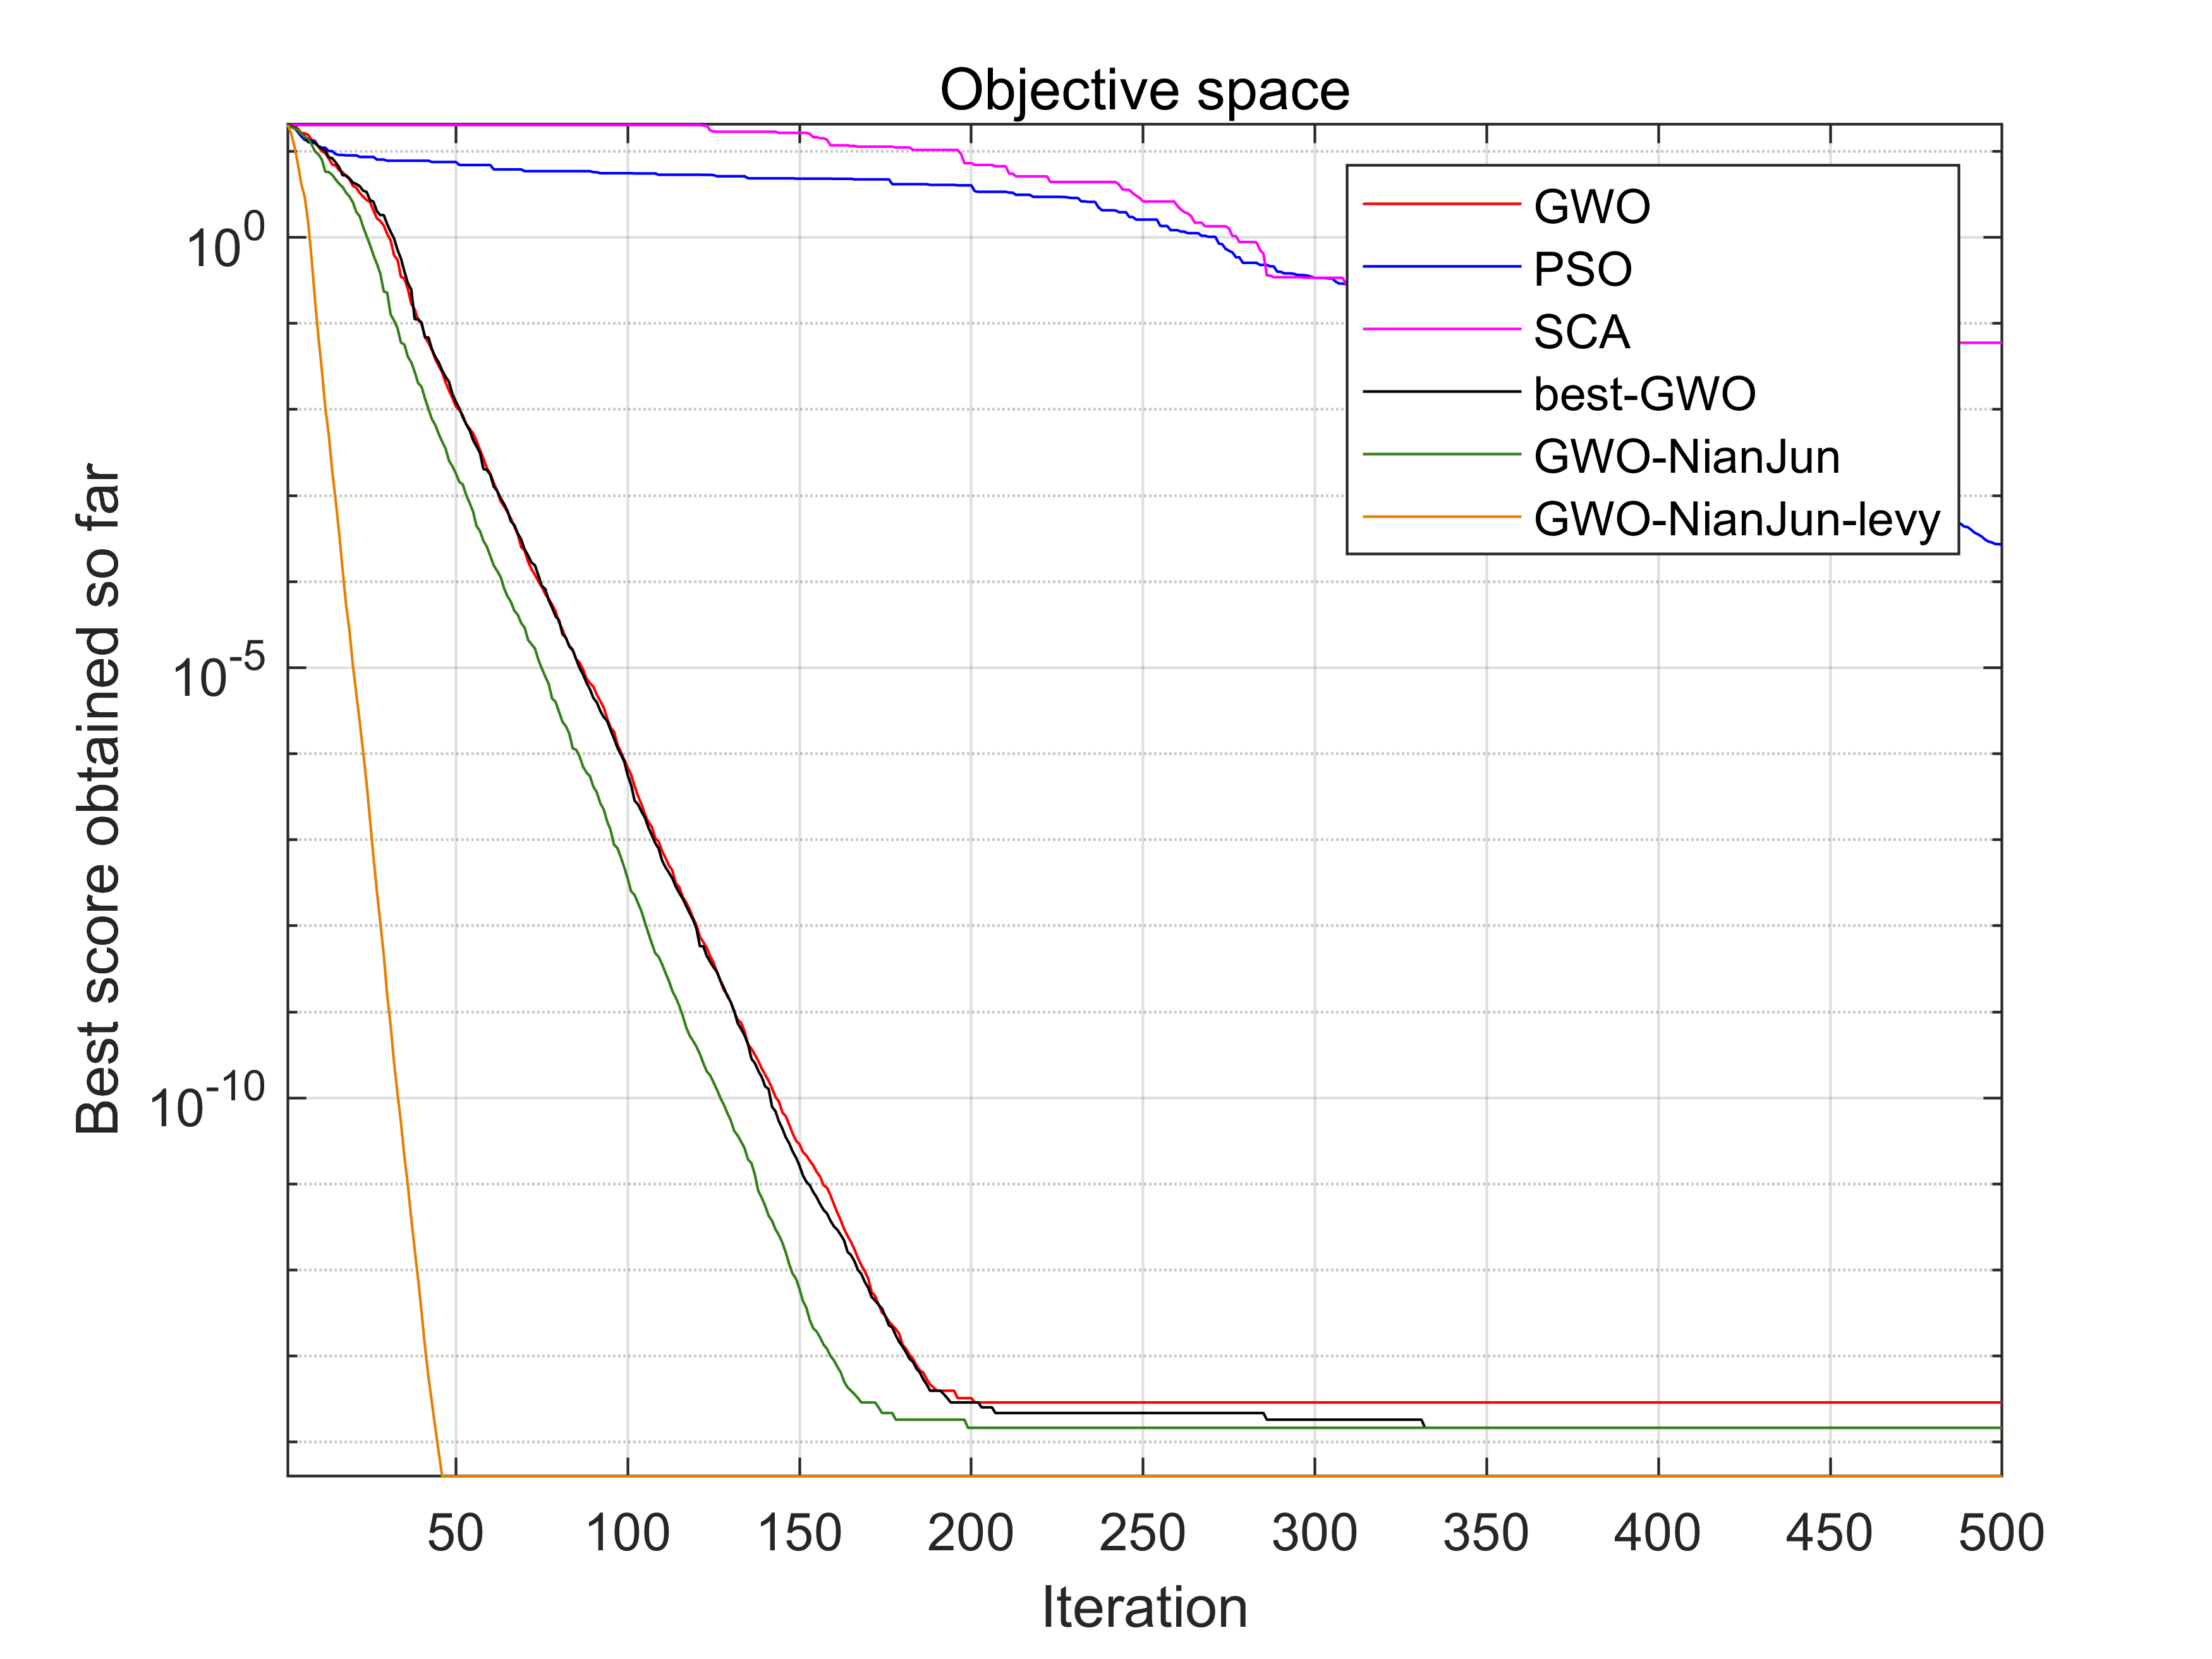 Objective space
Best score obtained so far
10^0
10^-5
10^-10
GWO
PSO
SCA
best-GWO
GWO-NianJun
GWO-NianJun-levy
50 100 150 200 250 300 350 400 450 500
Iteration